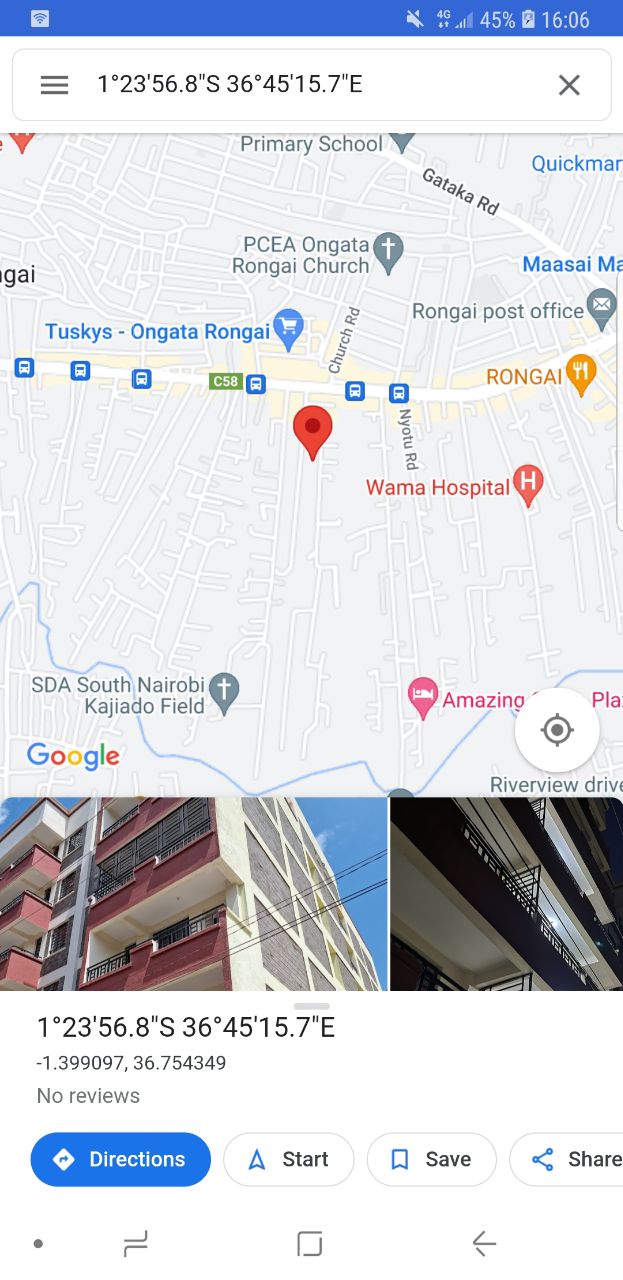 4G 45% 16:06
1°23'56.8"S 36°45'15.7"E
Primary School
Gataka Rd
Quickmar
PCEA Ongata
Rongai Church
Maasai Ma
ngai
Rongai post office
Tuskys - Ongata Rongai
Church Rd
C58
RONGAI
Nyotu Rd
Wama Hospital
H
SDA South Nairobi
Kajiado Field
Amazing
Pla
Google
Riverview drive
1°23'56.8"S 36°45'15.7"E
-1.399097, 36.754349
No reviews
Directions
Start
Save
Share